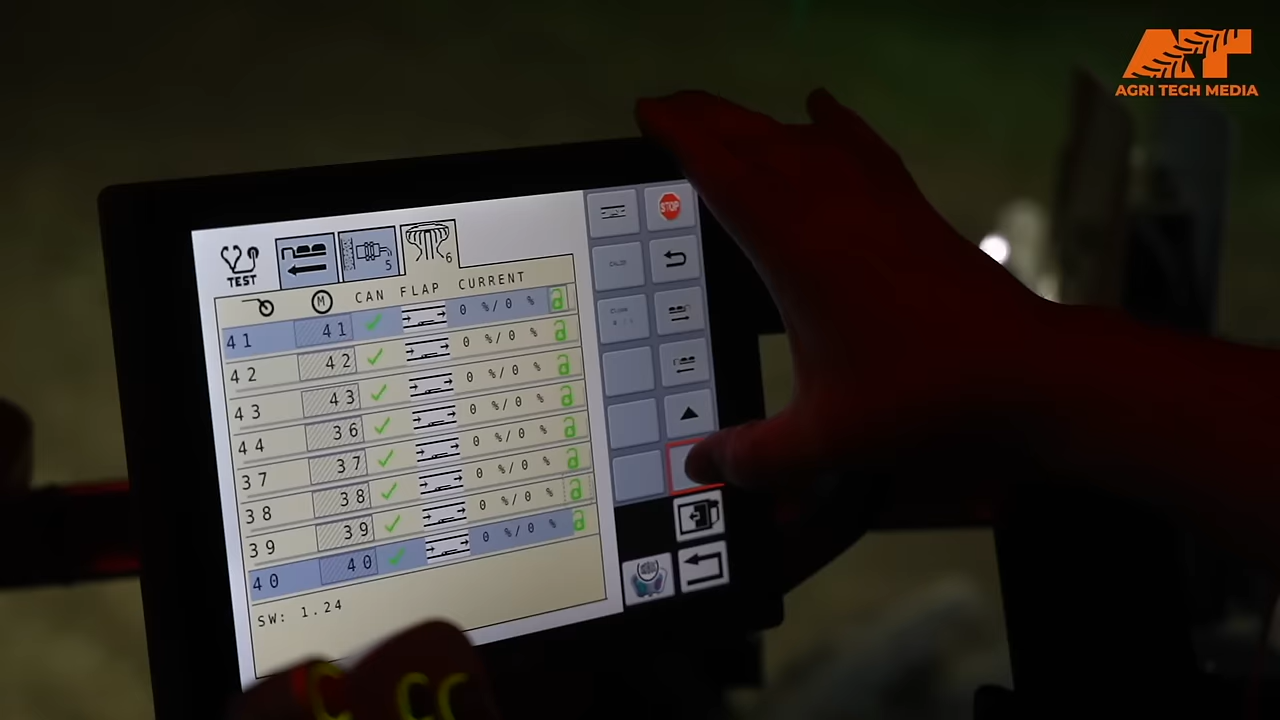 AT
AGRI TECH MEDIA
STOP
TEST
5
6
M CAN FLAP CURRENT
41 41 0 %/0 %
42 42 0 %/0 %
43 43 0 %/0 %
44 36 0 %/0 %
37 37 0 %/0 %
38 38 0 %/0 %
39 39 0 %/0 %
40 40 0 %/0 %
SW: 1.24